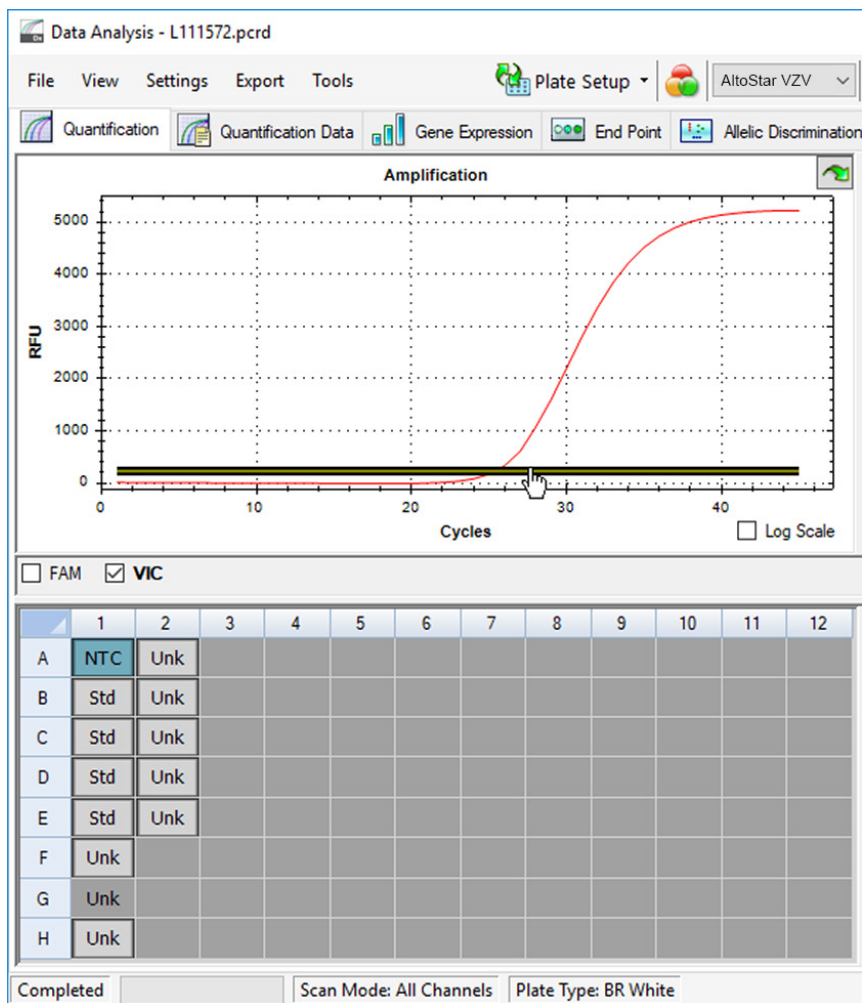 Data Analysis - L111572.pcrd
File View Settings Export Tools Plate Setup AltoStar VZV
Quantification Quantification Data Gene Expression End Point Allelic Discrimination
Amplification
5000
4000
3000
RFU
2000
1000
0
0 10 20 30 40
Cycles
Log Scale
FAM VIC
1 2 3 4 5 6 7 8 9 10 11 12
A NTC Unk
B Std Unk
C Std Unk
D Std Unk
E Std Unk
F Unk
G Unk
H Unk
Completed Scan Mode: All Channels Plate Type: BR White